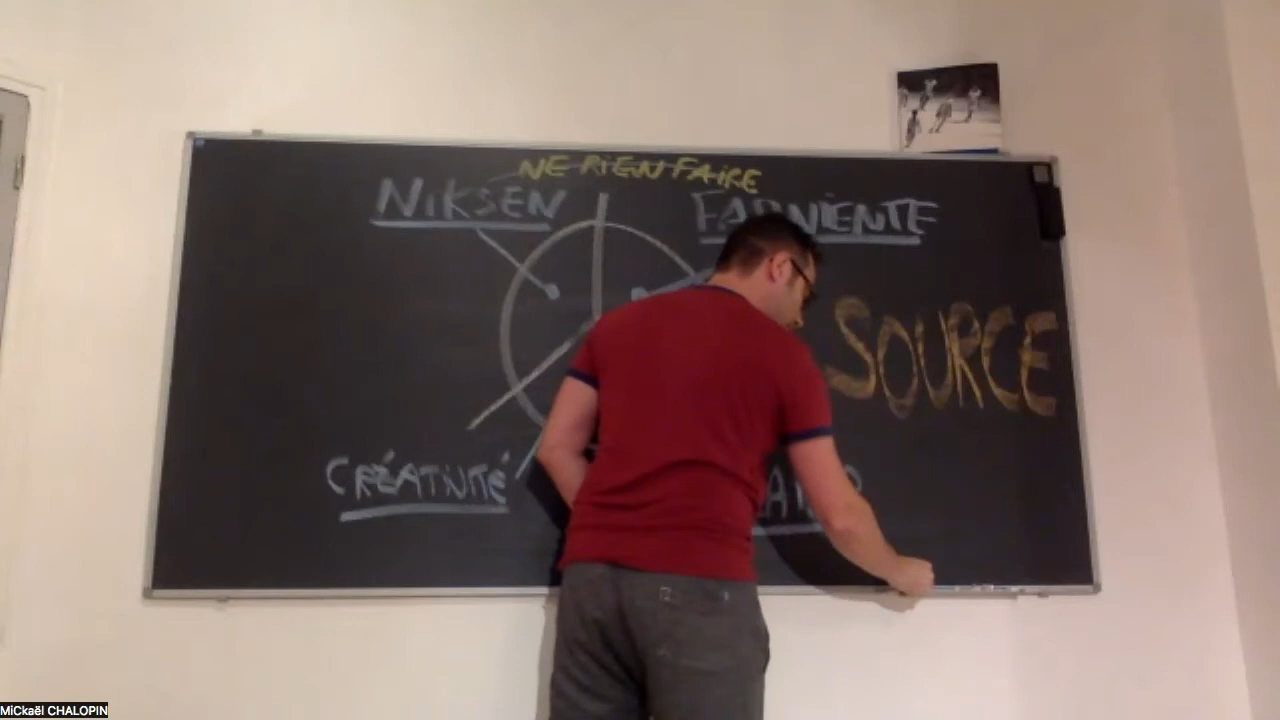 NE RIEN FAIRE
NIKSEN
FARNIENTE
SOURCE
CRÉATIVITÉ
MiCkaël CHALOPIN